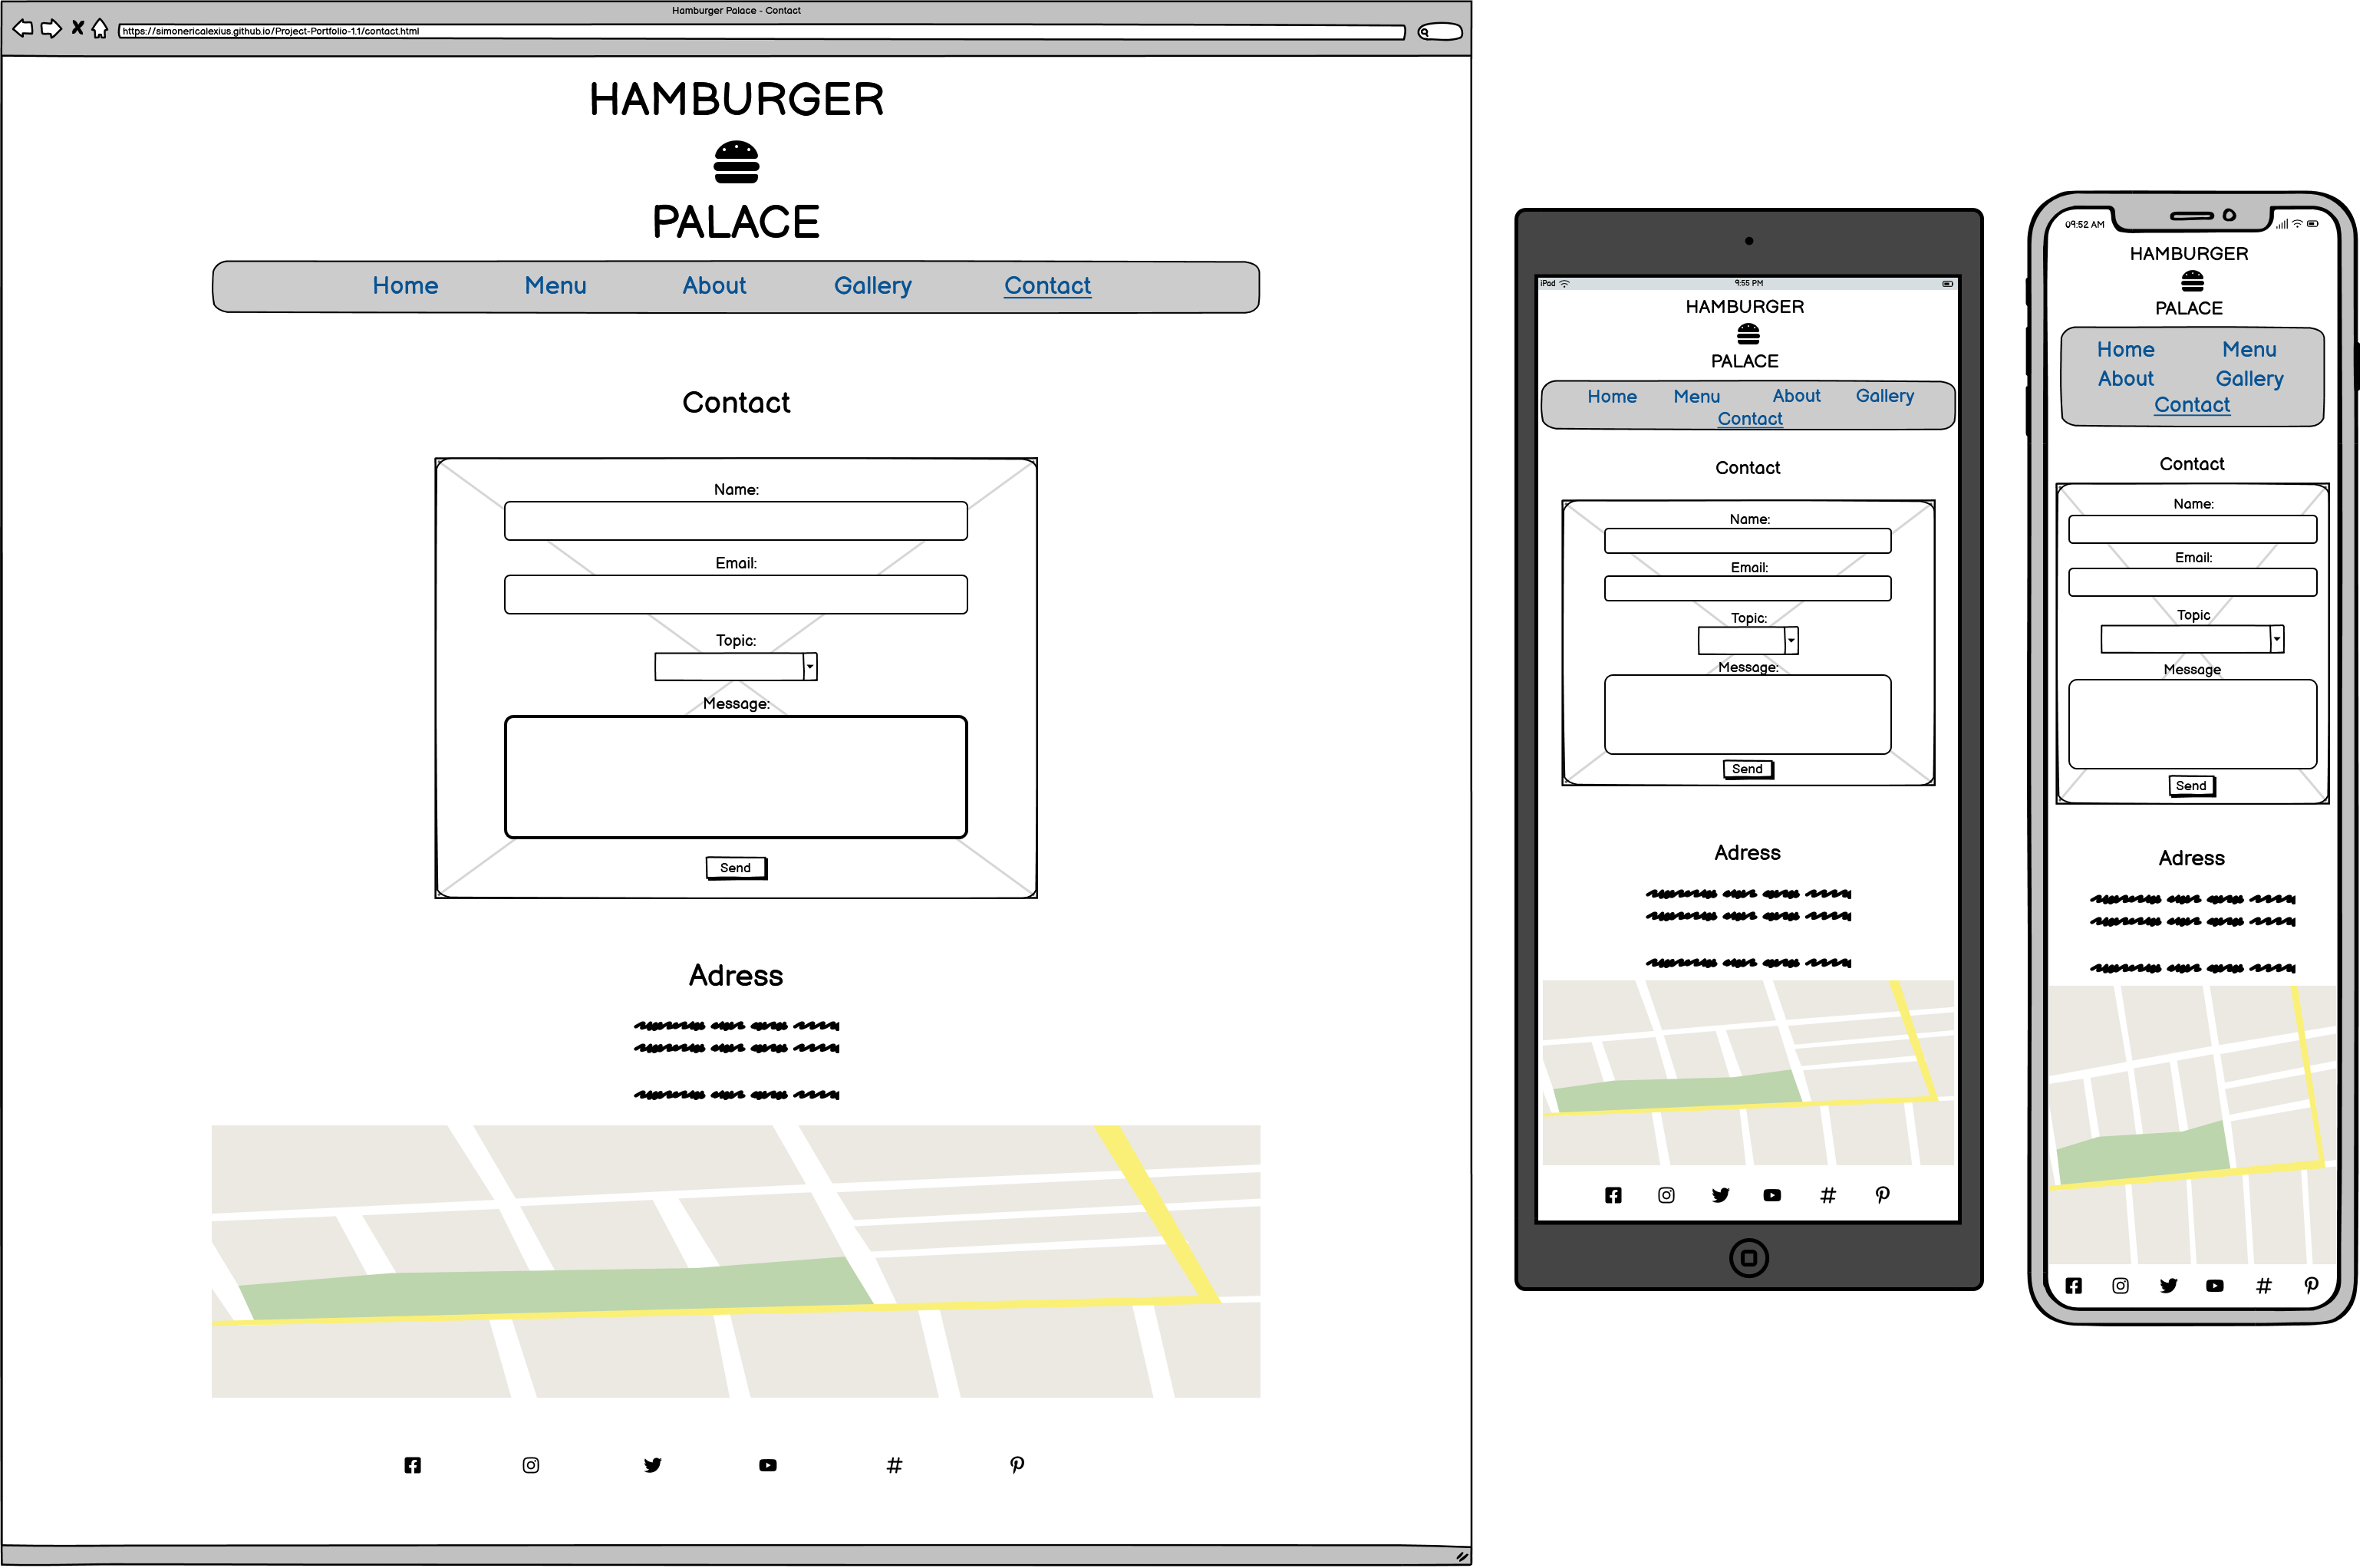 Hamburger Palace - Contact
https://simonericalexius.github.io/Project-Portfolio-1.1/contact.html
HAMBURGER
PALACE
Home Menu About Gallery Contact
Contact
Name:
Email:
Topic:
Message:
Send
Adress
iPad 9:55 PM
HAMBURGER
PALACE
Home Menu About Gallery
Contact
Contact
Name:
Email:
Topic:
Message:
Send
Adress
09:52 AM
HAMBURGER
PALACE
Home Menu
About Gallery
Contact
Contact
Name:
Email:
Topic
Message
Send
Adress